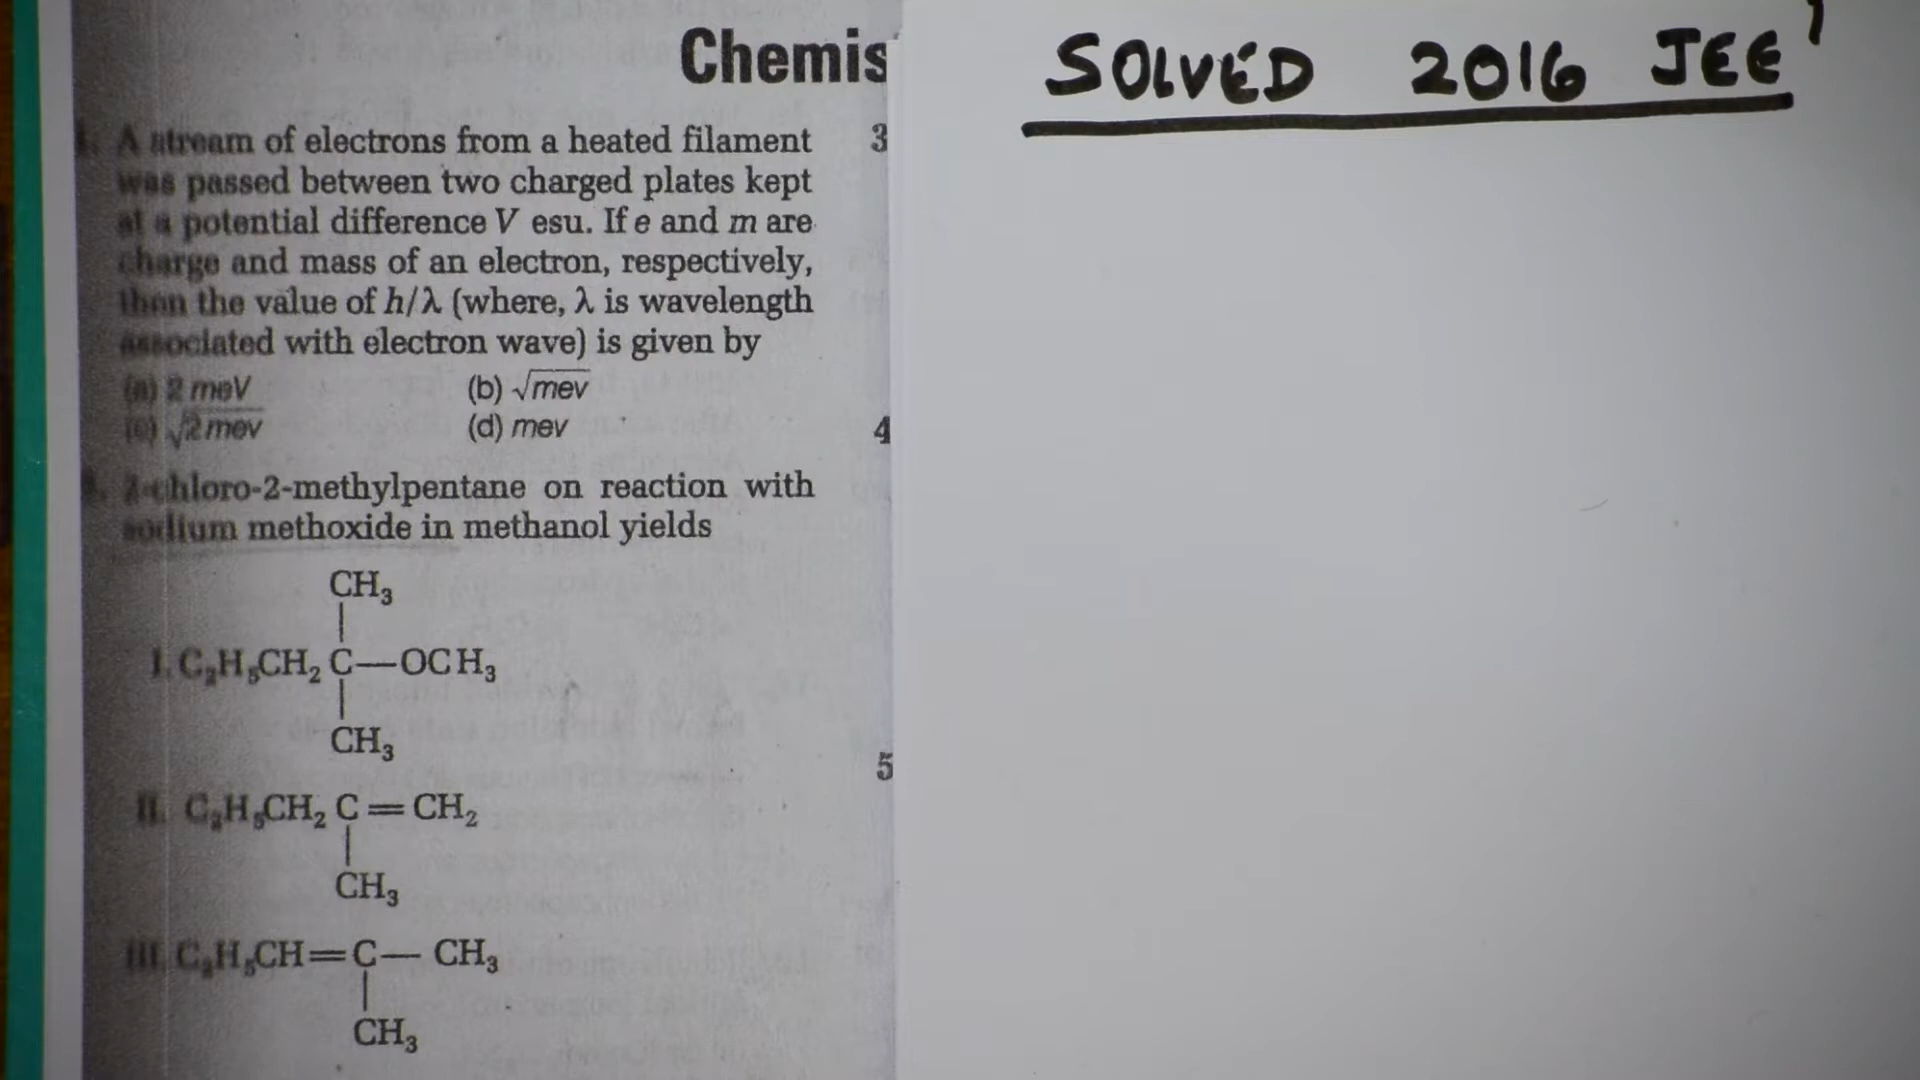 Chemis
SOLVED 2016 JEE
1. A stream of electrons from a heated filament
was passed between two charged plates kept
at a potential difference V esu. If e and m are
charge and mass of an electron, respectively,
then the value of h/λ (where, λ is wavelength
associated with electron wave) is given by
(a) 2 meV (b) √mev
(c) √2mev (d) mev
2-chloro-2-methylpentane on reaction with
sodium methoxide in methanol yields
CH₃
I. C₂H₅CH₂ C—OCH₃
CH₃
II. C₂H₅CH₂ C=CH₂
CH₃
III. C₂H₅CH=C—CH₃
CH₃
3
4
5